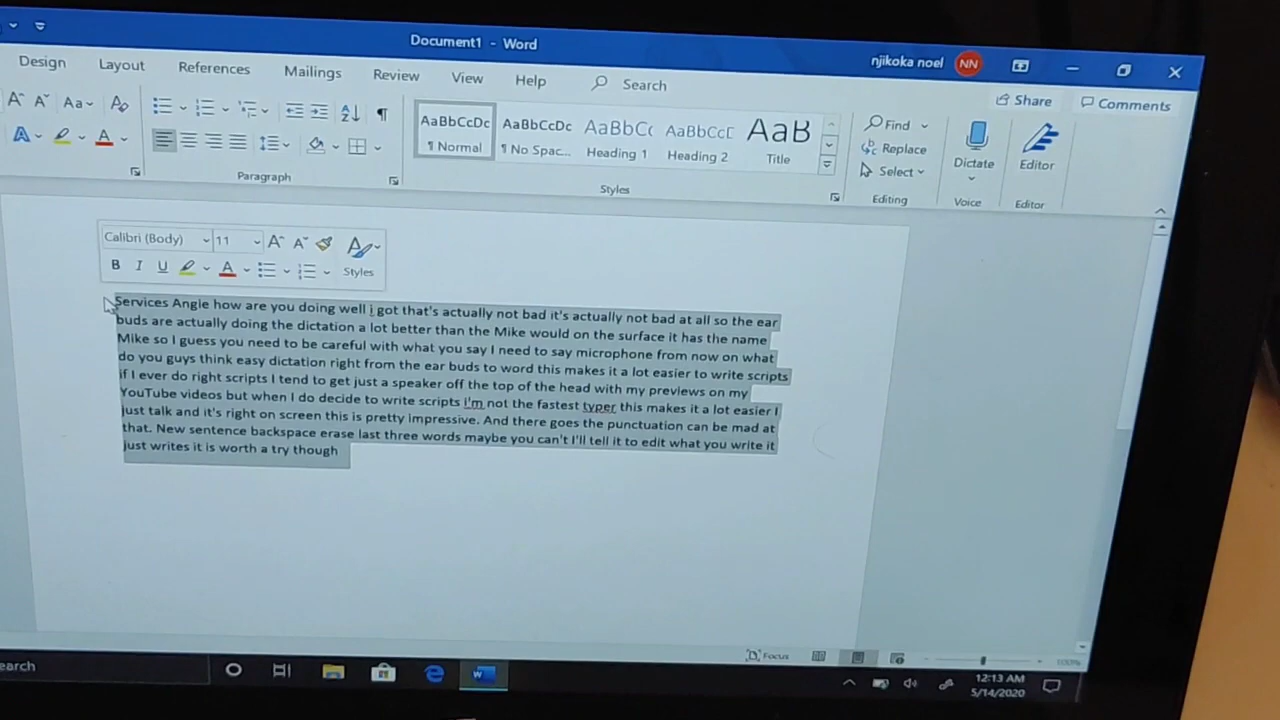 Document1 - Word
njikoka noel NN
Design Layout References Mailings Review View Help Search
Share Comments
AaBbCcDc AaBbCcDc AaBbCc AaBbCcD AaB
¶ Normal ¶ No Spac... Heading 1 Heading 2 Title
Find
Replace
Select
Dictate
Editor
Paragraph Styles Editing Voice Editor
Calibri (Body) 11
B I U Styles
Services Angie how are you doing well i got that's actually not bad it's actually not bad at all so the ear
buds are actually doing the dictation a lot better than the Mike would on the surface it has the name
Mike so I guess you need to be careful with what you say I need to say microphone from now on what
do you guys think easy dictation right from the ear buds to word this makes it a lot easier to write scripts
if I ever do right scripts I tend to get just a speaker off the top of the head with my previews on my
YouTube videos but when I do decide to write scripts i'm not the fastest typer this makes it a lot easier I
just talk and it's right on screen this is pretty impressive. And there goes the punctuation can be mad at
that. New sentence backspace erase last three words maybe you can't I'll tell it to edit what you write it
just writes it is worth a try though
Focus 100%
earch
12:13 AM
5/14/2020